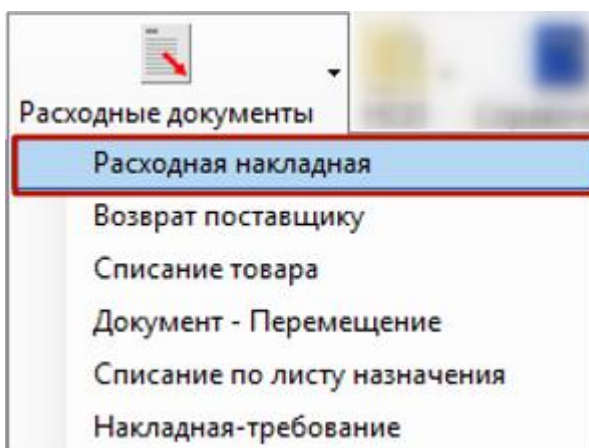 Расходные документы
Расходная накладная
Возврат поставщику
Списание товара
Документ - Перемещение
Списание по листу назначения
Накладная-требование